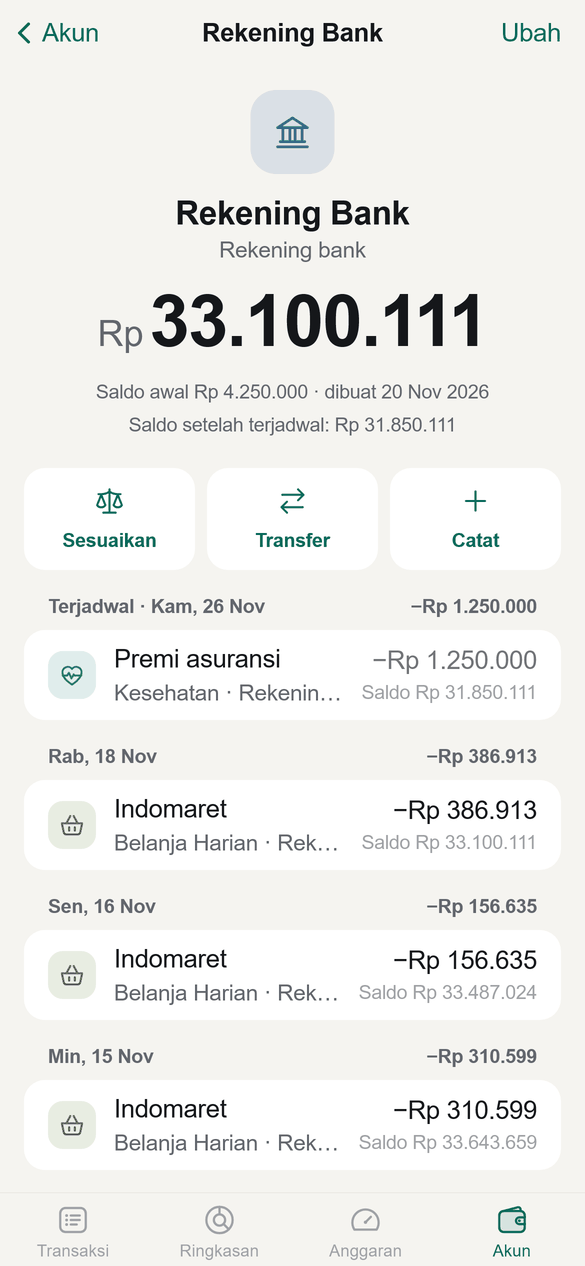 Akun
Rekening Bank
Ubah
Rekening Bank
Rekening bank
Rp 33.100.111
Saldo awal Rp 4.250.000 · dibuat 20 Nov 2026
Saldo setelah terjadwal: Rp 31.850.111
Sesuaikan
Transfer
Catat
Terjadwal · Kam, 26 Nov
−Rp 1.250.000
Premi asuransi
−Rp 1.250.000
Kesehatan · Rekenin…
Saldo Rp 31.850.111
Rab, 18 Nov
−Rp 386.913
Indomaret
−Rp 386.913
Belanja Harian · Rek…
Saldo Rp 33.100.111
Sen, 16 Nov
−Rp 156.635
Indomaret
−Rp 156.635
Belanja Harian · Rek…
Saldo Rp 33.487.024
Min, 15 Nov
−Rp 310.599
Indomaret
−Rp 310.599
Belanja Harian · Rek…
Saldo Rp 33.643.659
Transaksi
Ringkasan
Anggaran
Akun